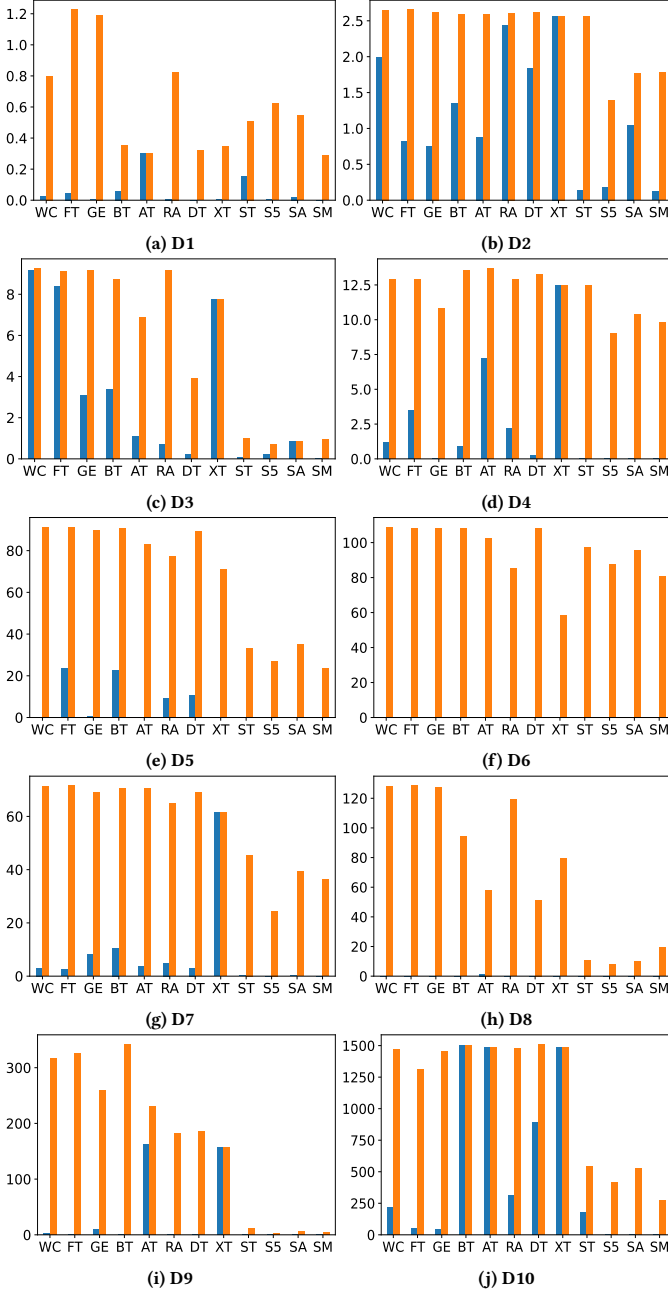 1.2
1.0
0.8
0.6
0.4
0.2
0.0
WC FT GE BT AT RA DT XT ST S5 SA SM
(a) D1
2.5
2.0
1.5
1.0
0.5
0.0
WC FT GE BT AT RA DT XT ST S5 SA SM
(b) D2
8
6
4
2
0
WC FT GE BT AT RA DT XT ST S5 SA SM
(c) D3
12.5
10.0
7.5
5.0
2.5
0.0
WC FT GE BT AT RA DT XT ST S5 SA SM
(d) D4
80
60
40
20
0
WC FT GE BT AT RA DT XT ST S5 SA SM
(e) D5
100
80
60
40
20
0
WC FT GE BT AT RA DT XT ST S5 SA SM
(f) D6
60
40
20
0
WC FT GE BT AT RA DT XT ST S5 SA SM
(g) D7
120
100
80
60
40
20
0
WC FT GE BT AT RA DT XT ST S5 SA SM
(h) D8
300
200
100
0
WC FT GE BT AT RA DT XT ST S5 SA SM
(i) D9
1500
1250
1000
750
500
250
0
WC FT GE BT AT RA DT XT ST S5 SA SM
(j) D10